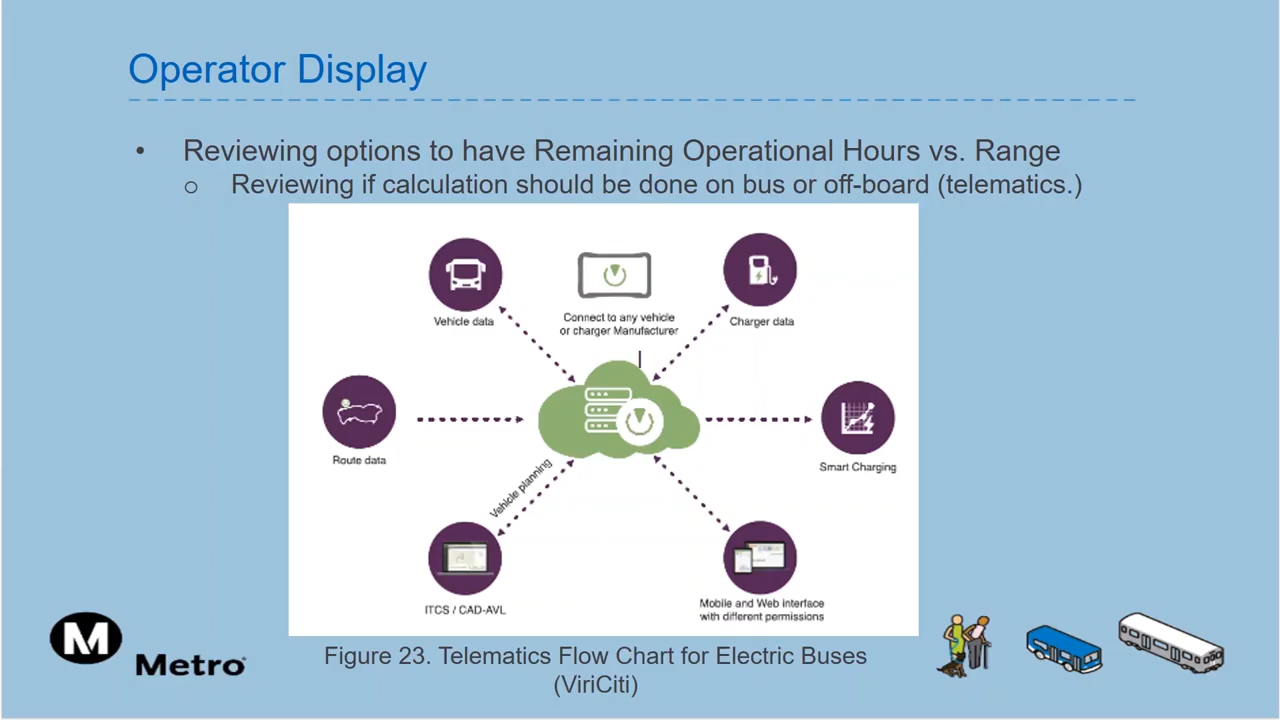 Operator Display
• Reviewing options to have Remaining Operational Hours vs. Range
o Reviewing if calculation should be done on bus or off-board (telematics.)
Vehicle data
Connect to any vehicle
or charger Manufacturer
Charger data
Route data
Smart Charging
Vehicle planning
ITCS / CAD-AVL
Mobile and Web interface
with different permissions
M
Metro
Figure 23. Telematics Flow Chart for Electric Buses
(ViriCiti)